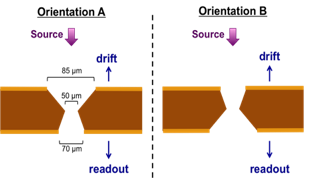 Orientation A
Source
drift
85 µm
50 µm
70 µm
readout
Orientation B
Source
drift
readout